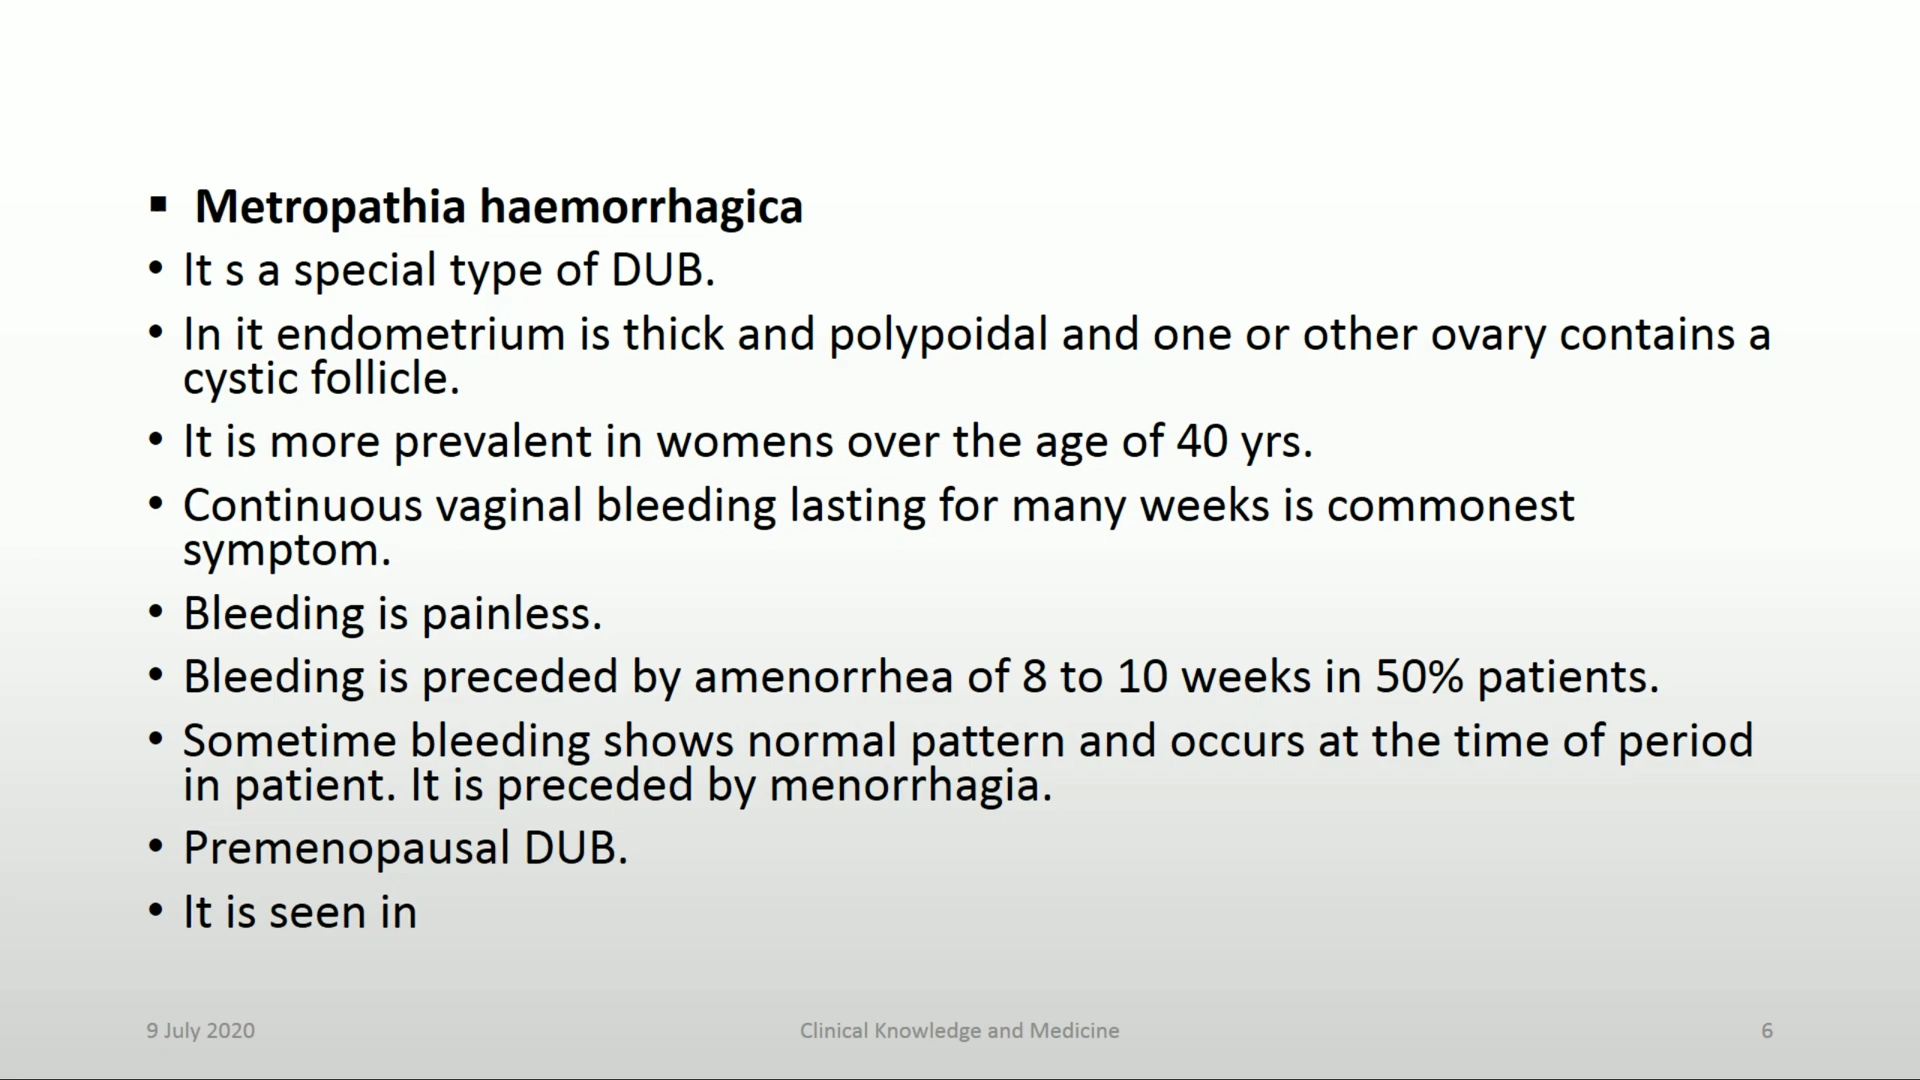 ▪ Metropathia haemorrhagica
• It s a special type of DUB.
• In it endometrium is thick and polypoidal and one or other ovary contains a
cystic follicle.
• It is more prevalent in womens over the age of 40 yrs.
• Continuous vaginal bleeding lasting for many weeks is commonest
symptom.
• Bleeding is painless.
• Bleeding is preceded by amenorrhea of 8 to 10 weeks in 50% patients.
• Sometime bleeding shows normal pattern and occurs at the time of period
in patient. It is preceded by menorrhagia.
• Premenopausal DUB.
• It is seen in
9 July 2020
Clinical Knowledge and Medicine
6